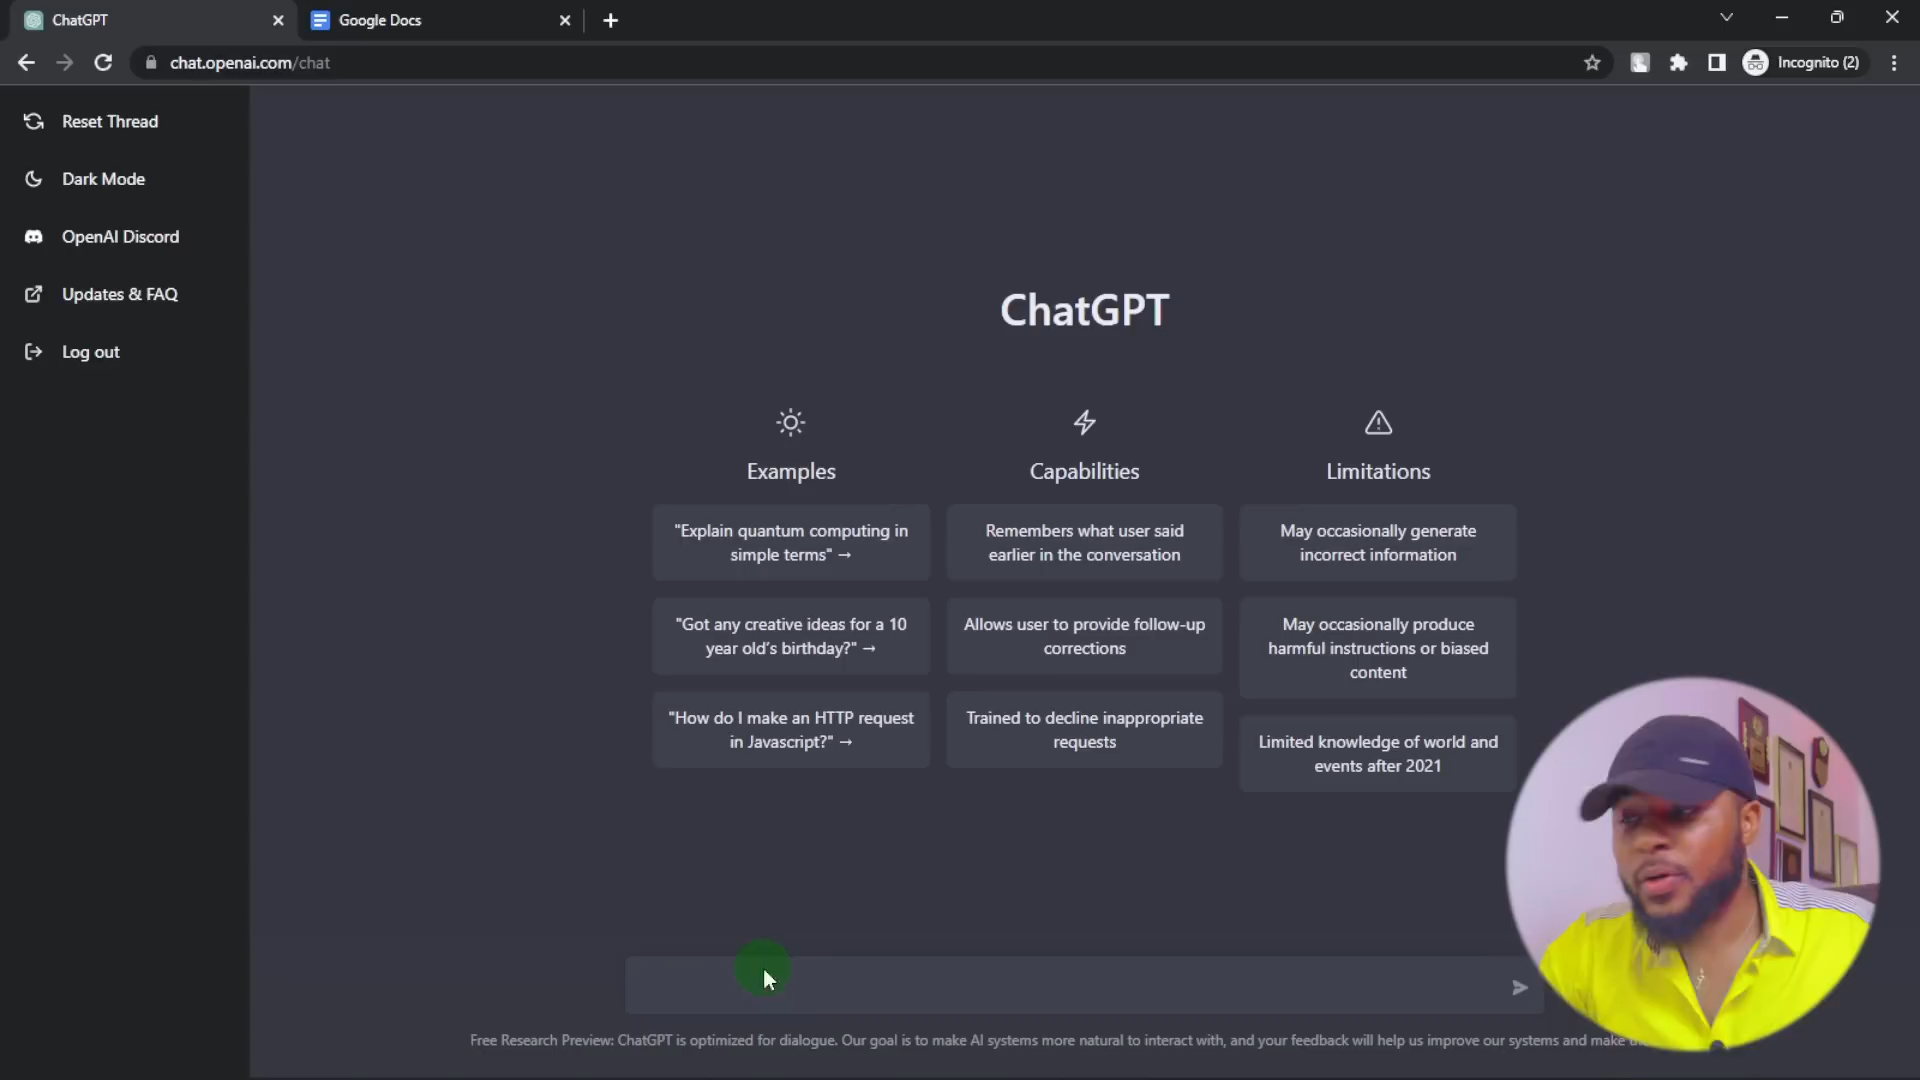 ChatGPT
Google Docs
chat.openai.com/chat
Incognito (2)
Reset Thread
Dark Mode
OpenAI Discord
Updates & FAQ
Log out
ChatGPT
Examples
"Explain quantum computing in
simple terms" →
"Got any creative ideas for a 10
year old's birthday?" →
"How do I make an HTTP request
in Javascript?" →
Capabilities
Remembers what user said
earlier in the conversation
Allows user to provide follow-up
corrections
Trained to decline inappropriate
requests
Limitations
May occasionally generate
incorrect information
May occasionally produce
harmful instructions or biased
content
Limited knowledge of world and
events after 2021
Free Research Preview: ChatGPT is optimized for dialogue. Our goal is to make AI systems more natural to interact with, and your feedback will help us improve our systems and make